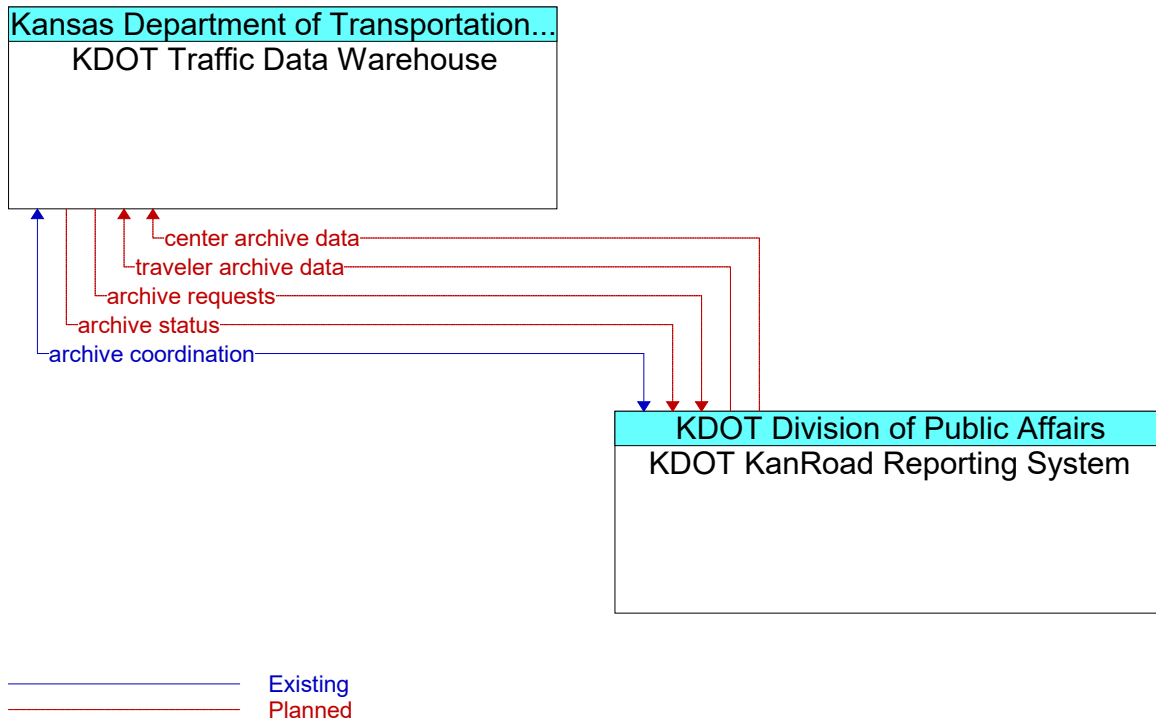 Kansas Department of Transportation...
KDOT Traffic Data Warehouse
center archive data
traveler archive data
archive requests
archive status
archive coordination
KDOT Division of Public Affairs
KDOT KanRoad Reporting System
Existing
Planned